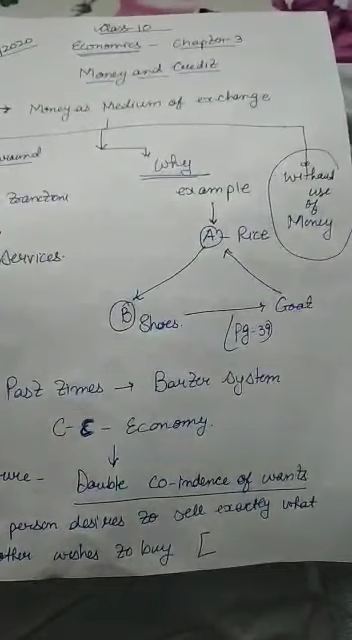 2020
Class-10
Economics - Chapter-3
Money and Credit
→ Money as Medium of exchange
Why
without
use
of
Money
example
Services.
A - Rice
B Shoes. → Goat
(Pg-39)
Past times → Barter system
C-C - Economy.
ure - Double co-indence of wants
person desires to sell exactly what
other wishes to buy [